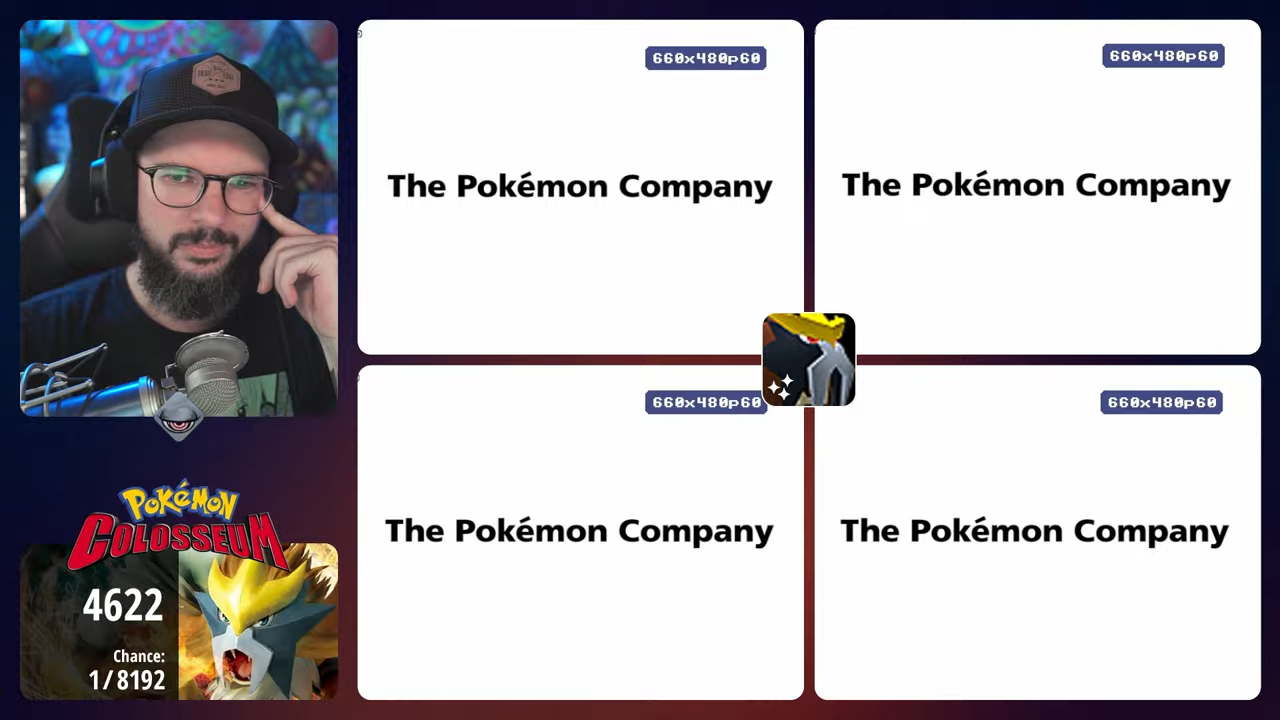 660x480p60
660x480p60
The Pokémon Company
The Pokémon Company
660x480p60
660x480p60
The Pokémon Company
The Pokémon Company
POKéMON
COLOSSEUM
4622
Chance:
1/8192